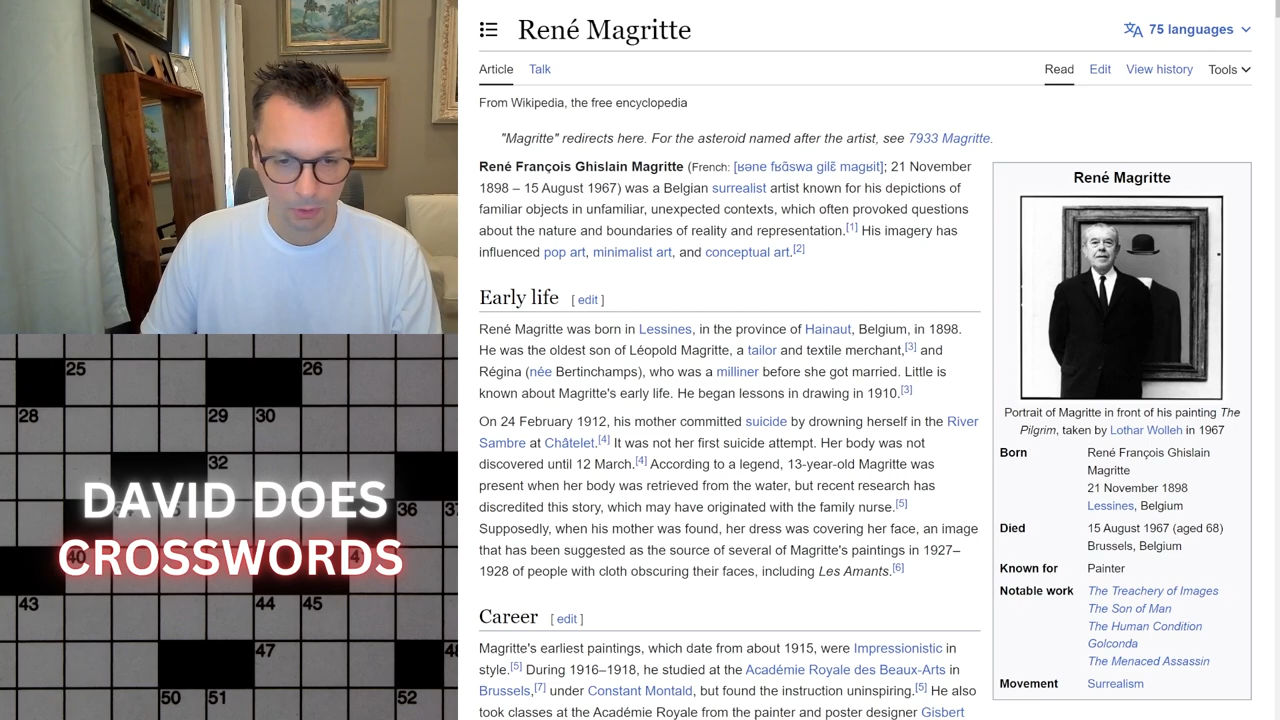 René Magritte
75 languages
Article Talk Read Edit View history Tools
From Wikipedia, the free encyclopedia
"Magritte" redirects here. For the asteroid named after the artist, see 7933 Magritte.
René François Ghislain Magritte (French: [ʁəne fʁɑ̃swa gilɛ̃ magʁit]; 21 November
1898 – 15 August 1967) was a Belgian surrealist artist known for his depictions of
familiar objects in unfamiliar, unexpected contexts, which often provoked questions
about the nature and boundaries of reality and representation.[1] His imagery has
influenced pop art, minimalist art, and conceptual art.[2]
Early life [ edit ]
René Magritte was born in Lessines, in the province of Hainaut, Belgium, in 1898.
He was the oldest son of Léopold Magritte, a tailor and textile merchant,[3] and
Régina (née Bertinchamps), who was a milliner before she got married. Little is
known about Magritte's early life. He began lessons in drawing in 1910.[3]
On 24 February 1912, his mother committed suicide by drowning herself in the River
Sambre at Châtelet.[4] It was not her first suicide attempt. Her body was not
discovered until 12 March.[4] According to a legend, 13-year-old Magritte was
present when her body was retrieved from the water, but recent research has
discredited this story, which may have originated with the family nurse.[5]
Supposedly, when his mother was found, her dress was covering her face, an image
that has been suggested as the source of several of Magritte's paintings in 1927–
1928 of people with cloth obscuring their faces, including Les Amants.[6]
Career [ edit ]
Magritte's earliest paintings, which date from about 1915, were Impressionistic in
style.[5] During 1916–1918, he studied at the Académie Royale des Beaux-Arts in
Brussels,[7] under Constant Montald, but found the instruction uninspiring.[5] He also
took classes at the Académie Royale from the painter and poster designer Gisbert
René Magritte
Portrait of Magritte in front of his painting The
Pilgrim, taken by Lothar Wolleh in 1967
Born René François Ghislain
Magritte
21 November 1898
Lessines, Belgium
Died 15 August 1967 (aged 68)
Brussels, Belgium
Known for Painter
Notable work The Treachery of Images
The Son of Man
The Human Condition
Golconda
The Menaced Assassin
Movement Surrealism
25 26
28 29 30
32
DAVID DOES
36
CROSSWORDS
40
43 44 45
47
50 51 52